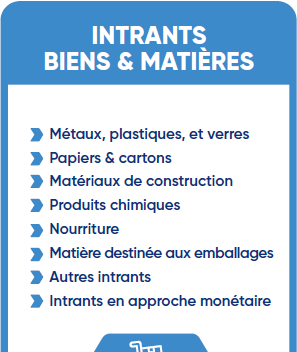 INTRANTS
BIENS & MATIÈRES
Métaux, plastiques, et verres
Papiers & cartons
Matériaux de construction
Produits chimiques
Nourriture
Matière destinée aux emballages
Autres intrants
Intrants en approche monétaire